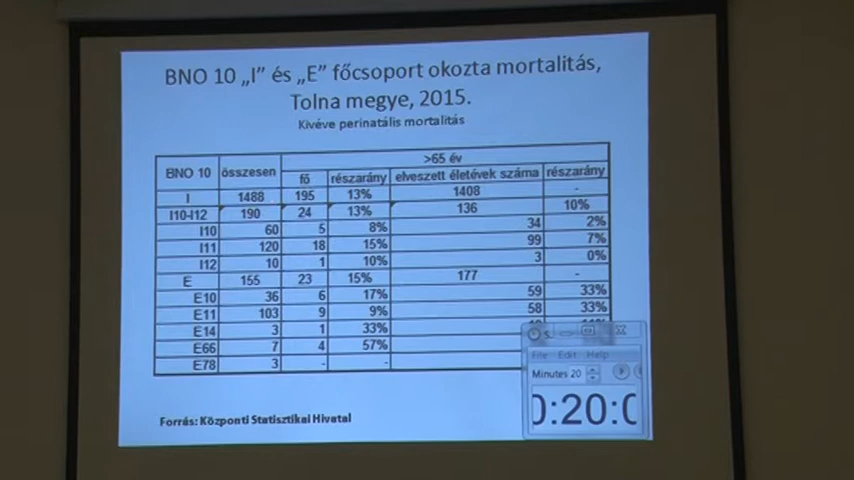 BNO 10 „I” és „E” főcsoport okozta mortalitás,
Tolna megye, 2015.
Kivéve perinatális mortalitás
>65 év
BNO 10 összesen fő részarány elveszett életévek száma részarány
I 1488 195 13% 1408 -
I10-I12 190 24 13% 136 10%
I10 60 5 8% 34 2%
I11 120 18 15% 99 7%
I12 10 1 10% 3 0%
E 155 23 15% 177 -
E10 36 6 17% 59 33%
E11 103 9 9% 58 33%
E14 3 1 33%
E66 7 4 57%
E78 3 - -
Forrás: Központi Statisztikai Hivatal
S
File Edit Help
Minutes 20
0:20:0